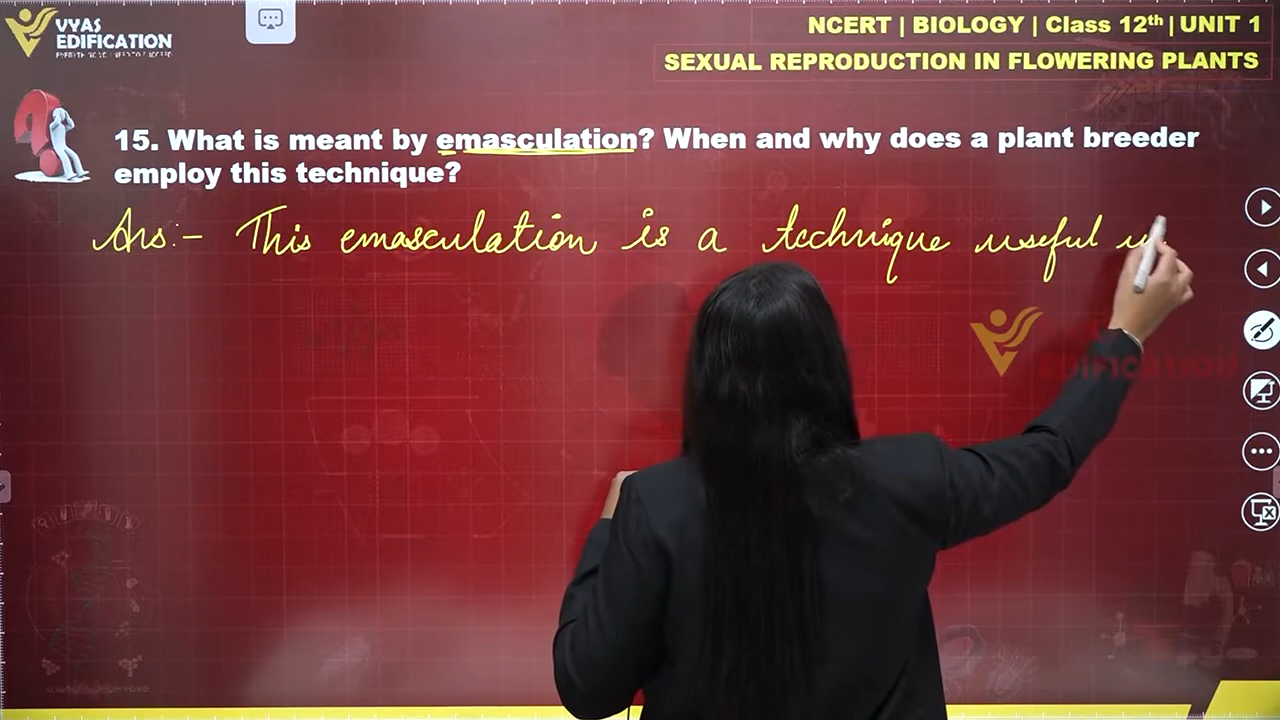 VYAS
EDIFICATION
NCERT | BIOLOGY | Class 12th | UNIT 1
SEXUAL REPRODUCTION IN FLOWERING PLANTS
15. What is meant by emasculation? When and why does a plant breeder
employ this technique?
Ans:- This emasculation is a technique useful
EDIFICATION